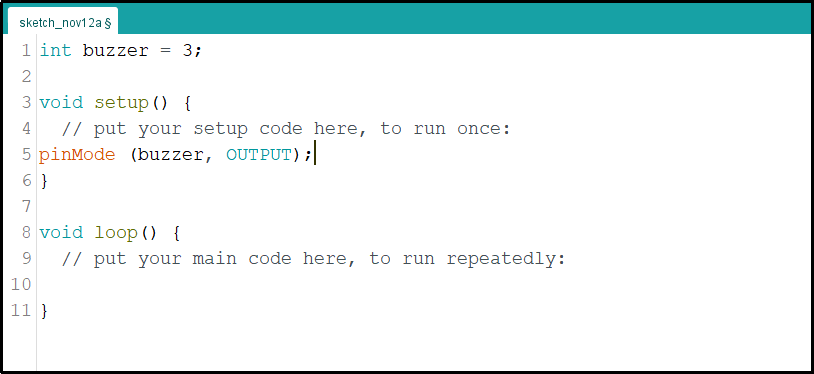 sketch_nov12a §
1 int buzzer = 3;
2
3 void setup() {
4   // put your setup code here, to run once:
5 pinMode (buzzer, OUTPUT);
6 }
7
8 void loop() {
9   // put your main code here, to run repeatedly:
10
11 }